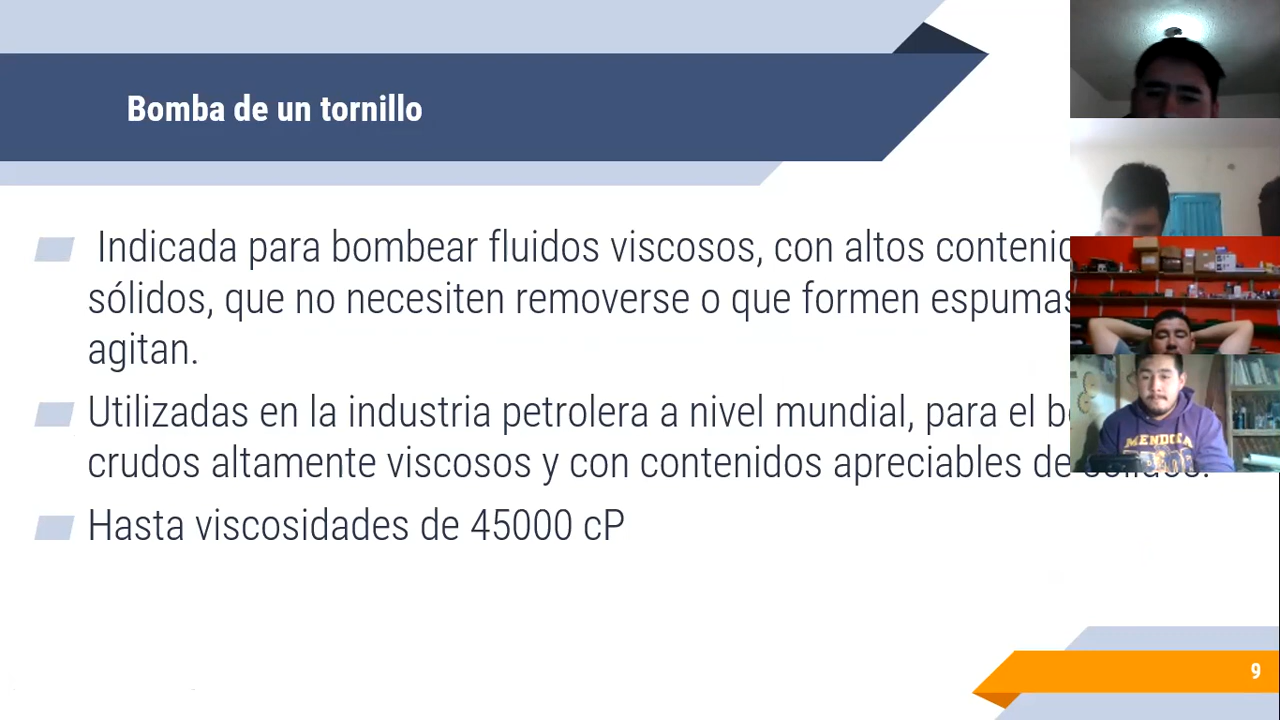 Bomba de un tornillo
Indicada para bombear fluidos viscosos, con altos
sólidos, que no necesiten removerse o que formen espumas
agitan.
Utilizadas en la industria petrolera a nivel mundial, para el
crudos altamente viscosos y con contenidos apreciables de
Hasta viscosidades de 45000 cP
MENDOZA
9